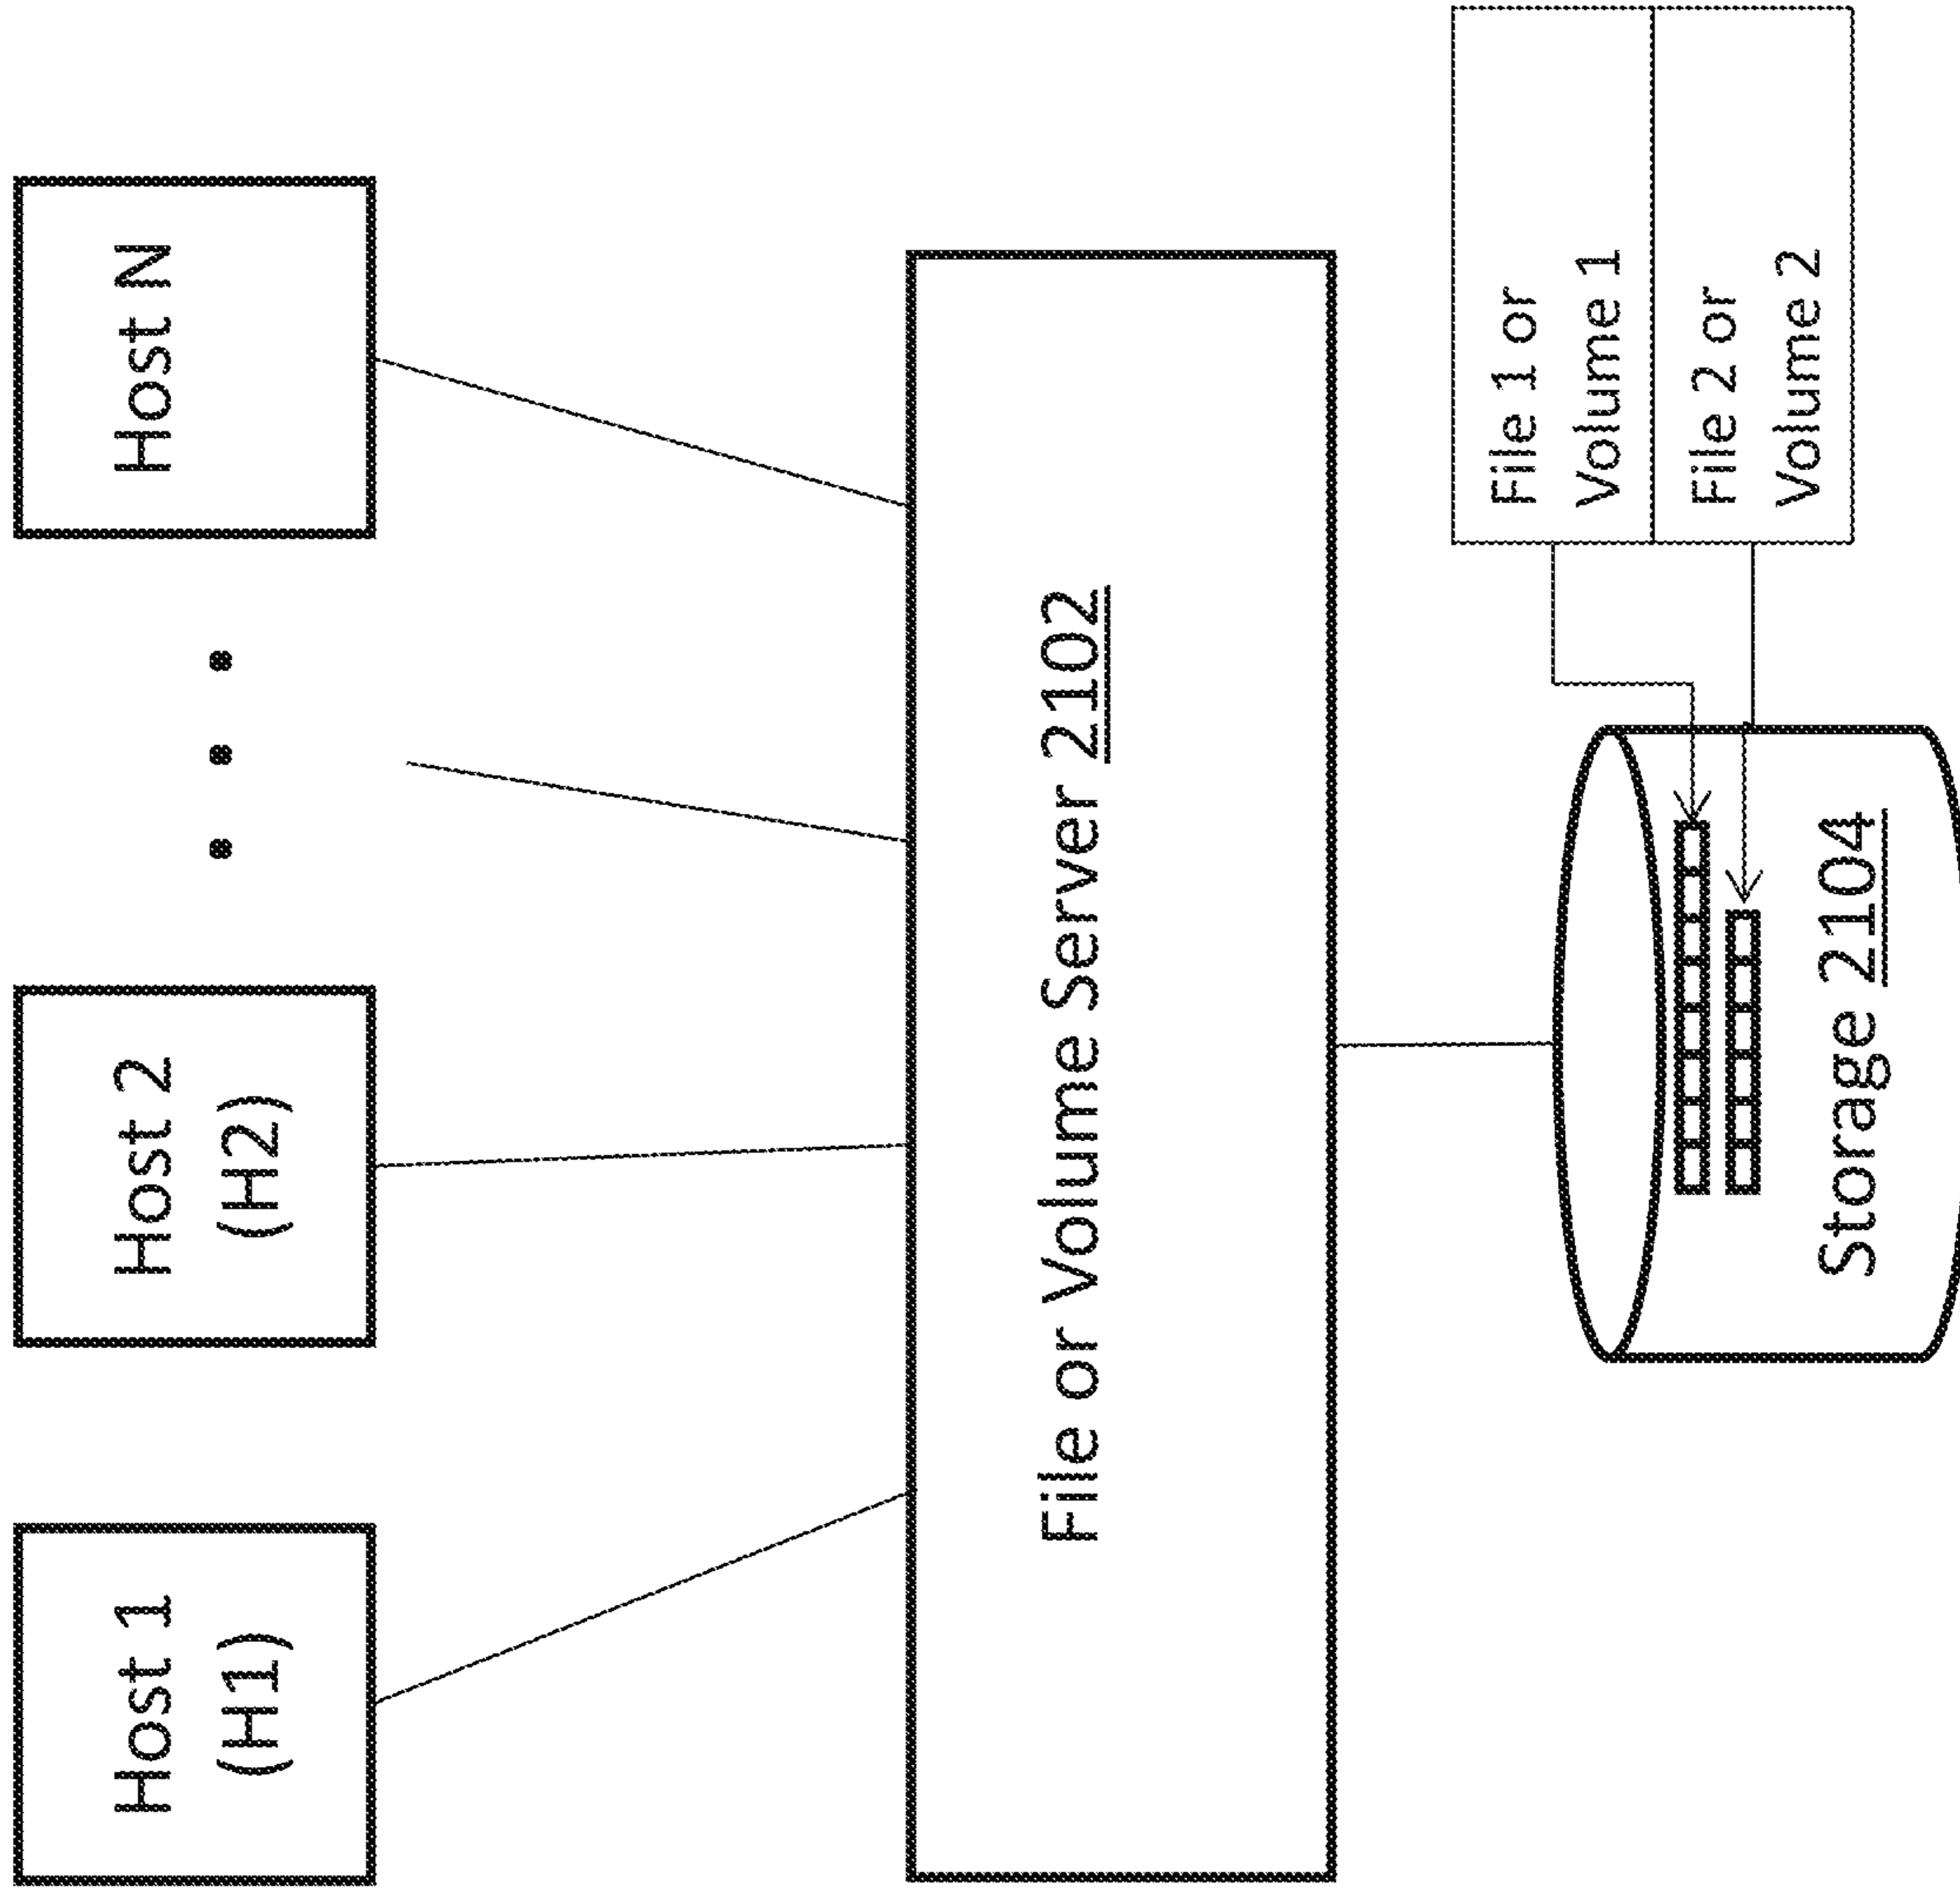 Host 1
(H1)
Host 2
(H2)
Host N
File or Volume Server 2102
File 1 or
Volume 1
File 2 or
Volume 2
Storage 2104